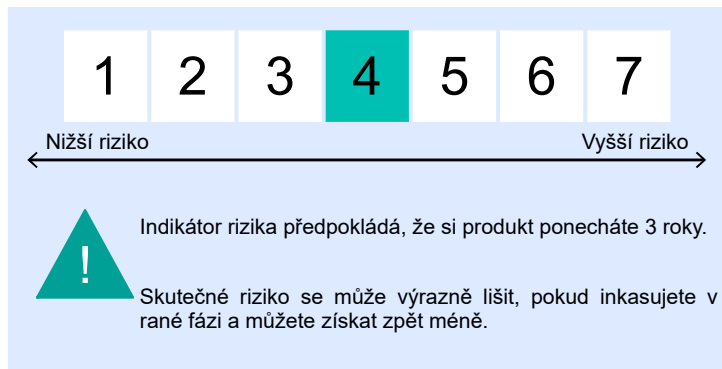 1 2 3 4 5 6 7
Nižší riziko Vyšší riziko
!
Indikátor rizika předpokládá, že si produkt ponecháte 3 roky.
Skutečné riziko se může výrazně lišit, pokud inkasujete v
rané fázi a můžete získat zpět méně.